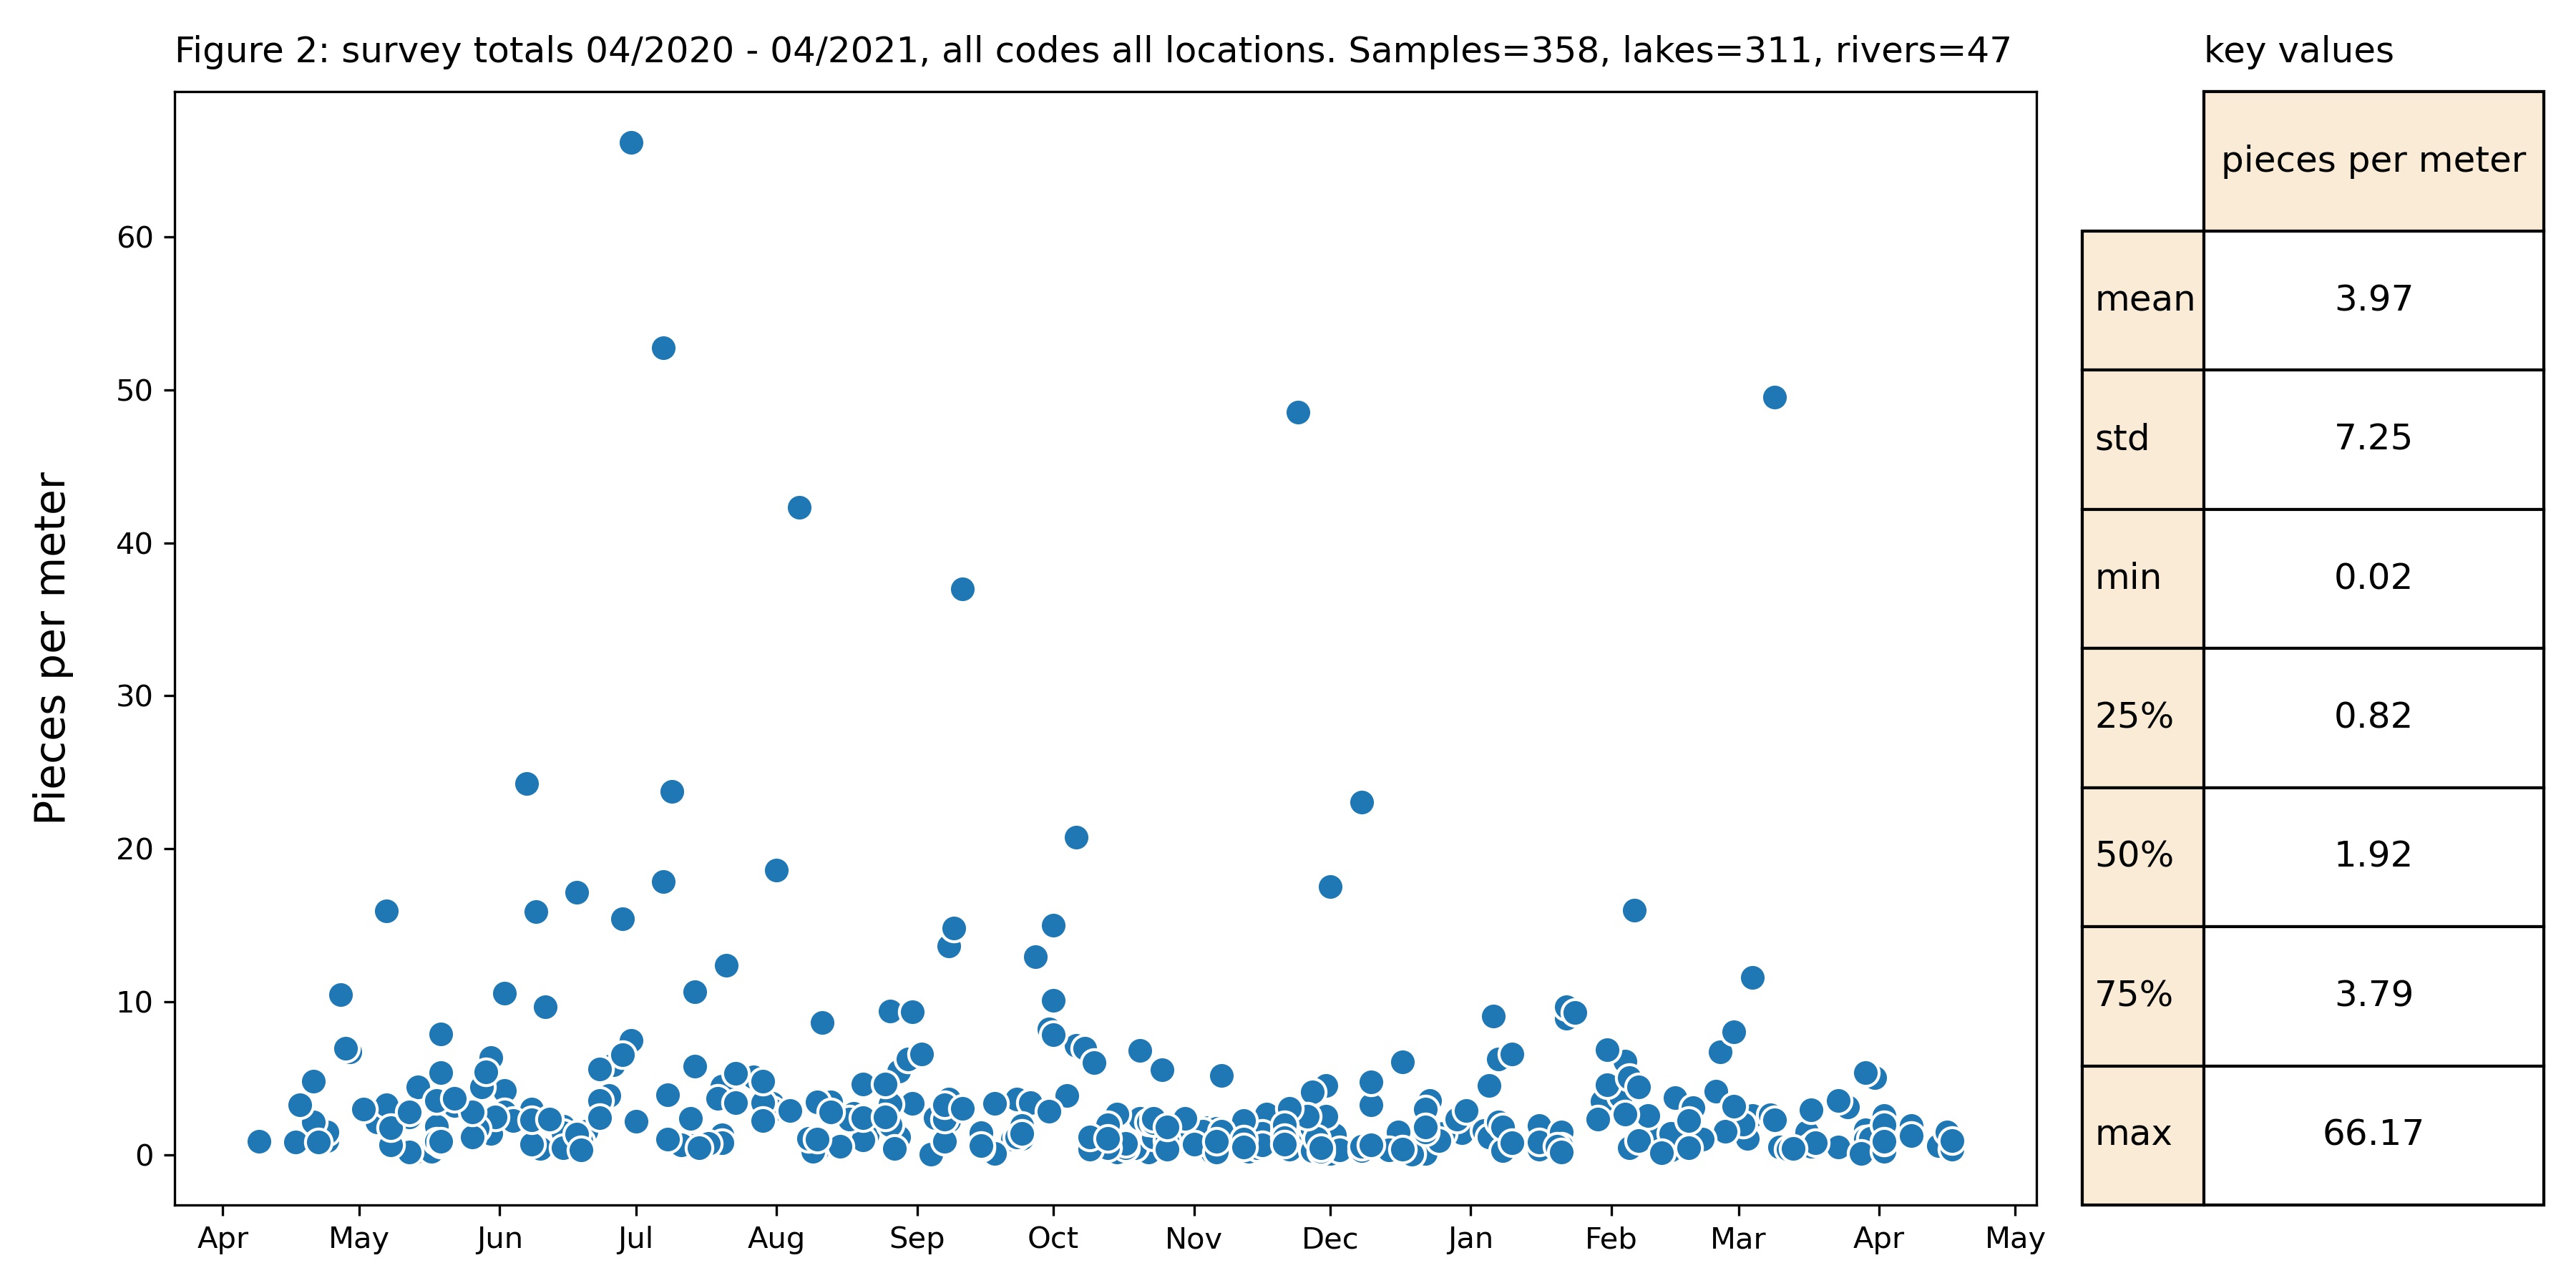 Figure 2: survey totals 04/2020 - 04/2021, all codes all locations. Samples=358, lakes=311, rivers=47
Pieces per meter
60
50
40
30
20
10
0
Apr May Jun Jul Aug Sep Oct Nov Dec Jan Feb Mar Apr May
key values
pieces per meter
mean 3.97
std 7.25
min 0.02
25% 0.82
50% 1.92
75% 3.79
max 66.17